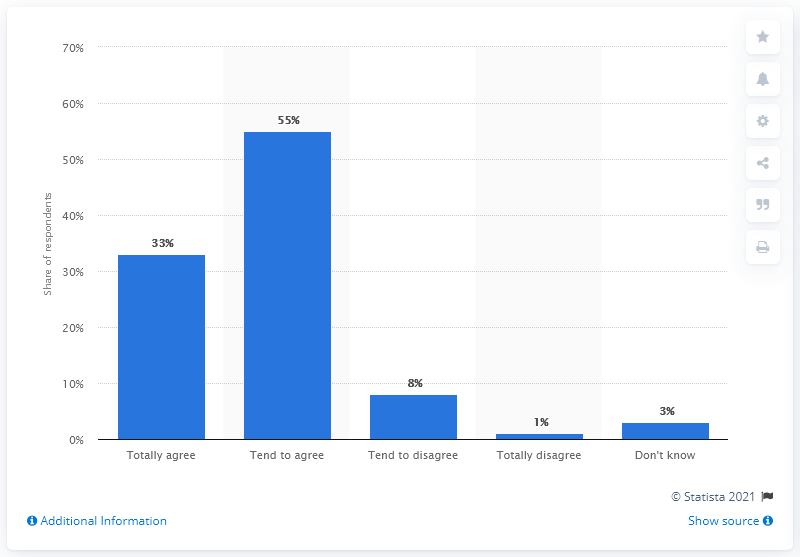 70%
60%
50%
40%
30%
20%
10%
0%
Share of respondents
33%
55%
8%
1%
3%
Totally agree
Tend to agree
Tend to disagree
Totally disagree
Don't know
© Statista 2021
Additional Information
Show source